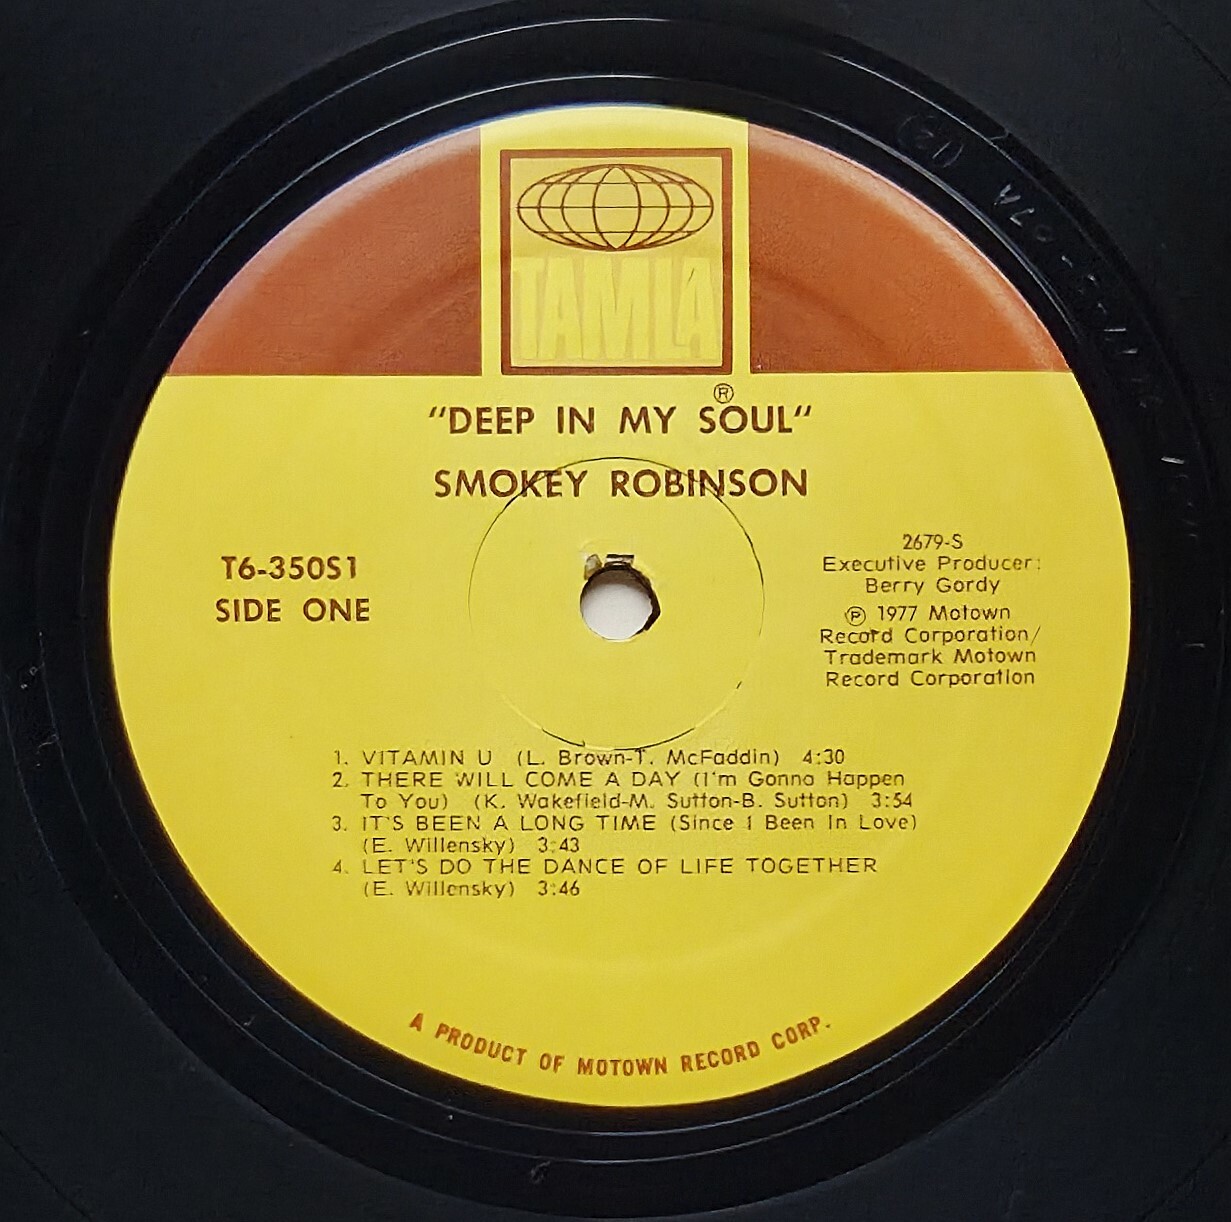 TAMLA
®
"DEEP IN MY SOUL"
SMOKEY ROBINSON
T6-350S1
SIDE ONE
2679-S
Executive Producer:
Berry Gordy
℗ 1977 Motown
Record Corporation/
Trademark Motown
Record Corporation
1. VITAMIN U (L. Brown-T. McFaddin) 4:30
2. THERE WILL COME A DAY (I'm Gonna Happen
To You) (K. Wakefield-M. Sutton-B. Sutton) 3:54
3. IT'S BEEN A LONG TIME (Since I Been In Love)
(E. Willensky) 3:43
4. LET'S DO THE DANCE OF LIFE TOGETHER
(E. Willensky) 3:46
A PRODUCT OF MOTOWN RECORD CORP.